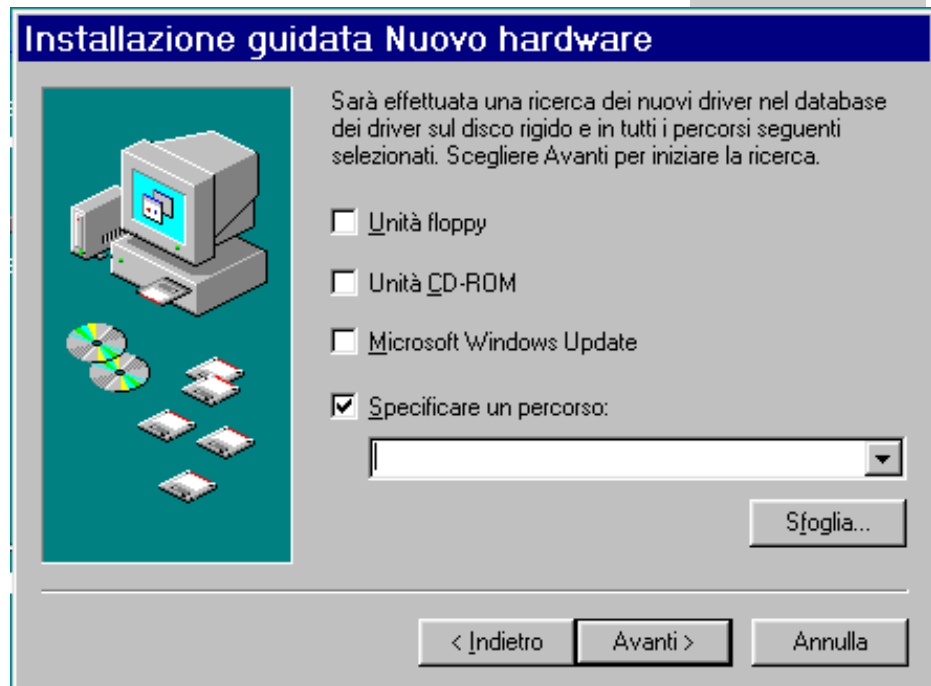 Installazione guidata Nuovo hardware
Sarà effettuata una ricerca dei nuovi driver nel database
dei driver sul disco rigido e in tutti i percorsi seguenti
selezionati. Scegliere Avanti per iniziare la ricerca.
Unità floppy
Unità CD-ROM
Microsoft Windows Update
Specificare un percorso:
Sfoglia...
< Indietro
Avanti >
Annulla